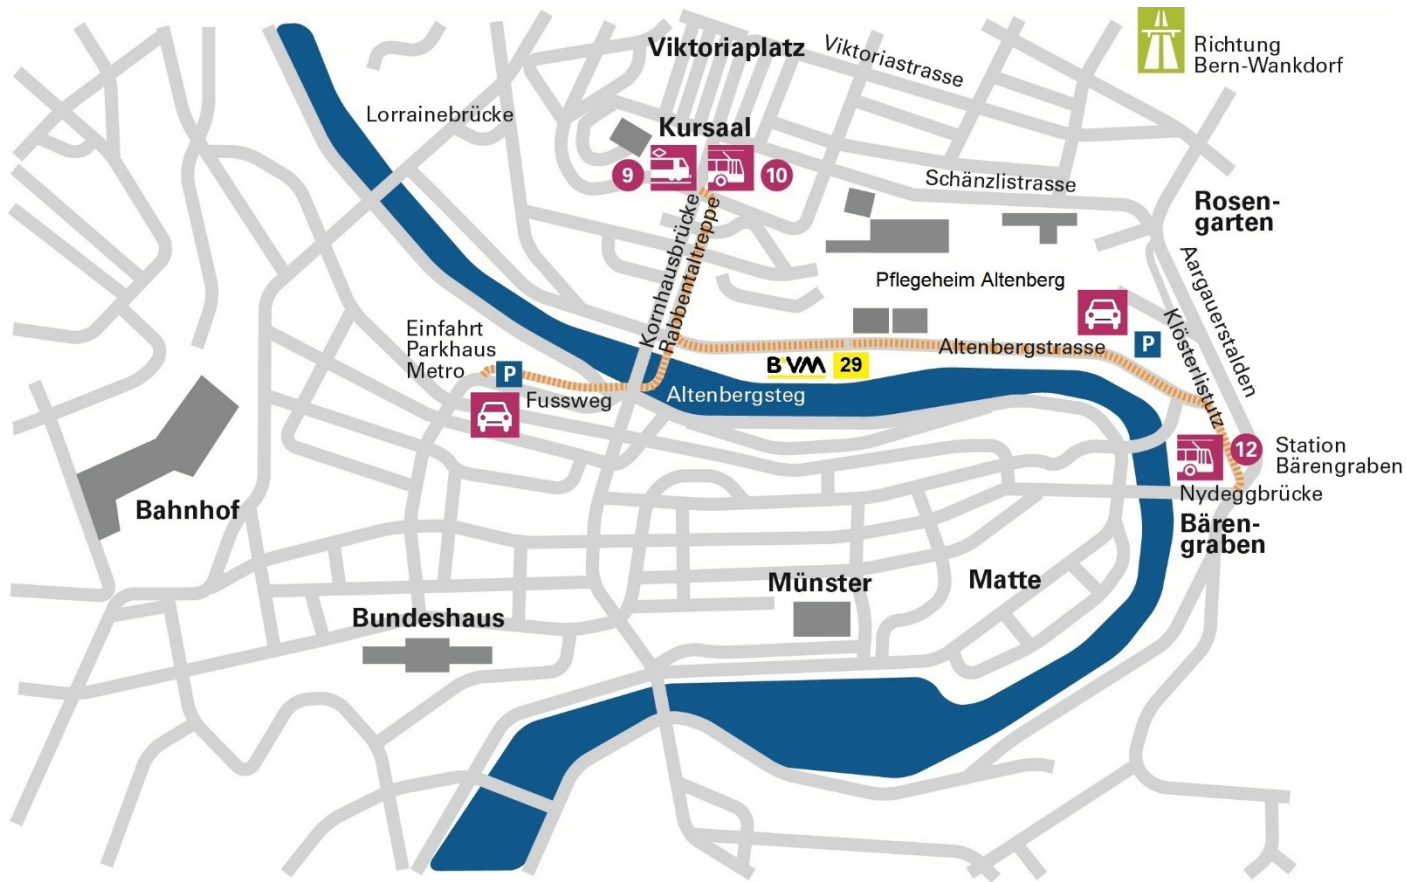 Richtung
Bern-Wankdorf
Viktoriaplatz
Viktoriastrasse
Lorrainebrücke
Kursaal
9
10
Schänzlistrasse
Rosen-
garten
Kornhausbrücke
Rabbentaltreppe
Aargauerstalden
Pflegeheim Altenberg
Klösterlistutz
Einfahrt
Parkhaus
Metro
P
Fussweg
B VM 29
Altenbergstrasse
P
Altenbergsteg
12
Station
Bärengraben
Nydeggbrücke
Bären-
graben
Bahnhof
Münster
Matte
Bundeshaus